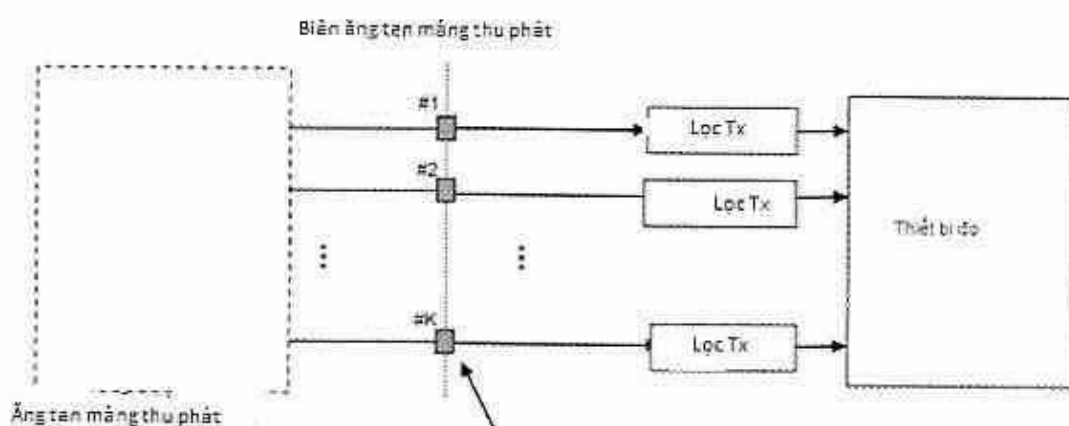 Biên ăng ten mảng thu phát
#1
Lọc Tx
#2
Lọc Tx
Thiết bị đo
#K
Lọc Tx
Ăng ten mảng thu phát